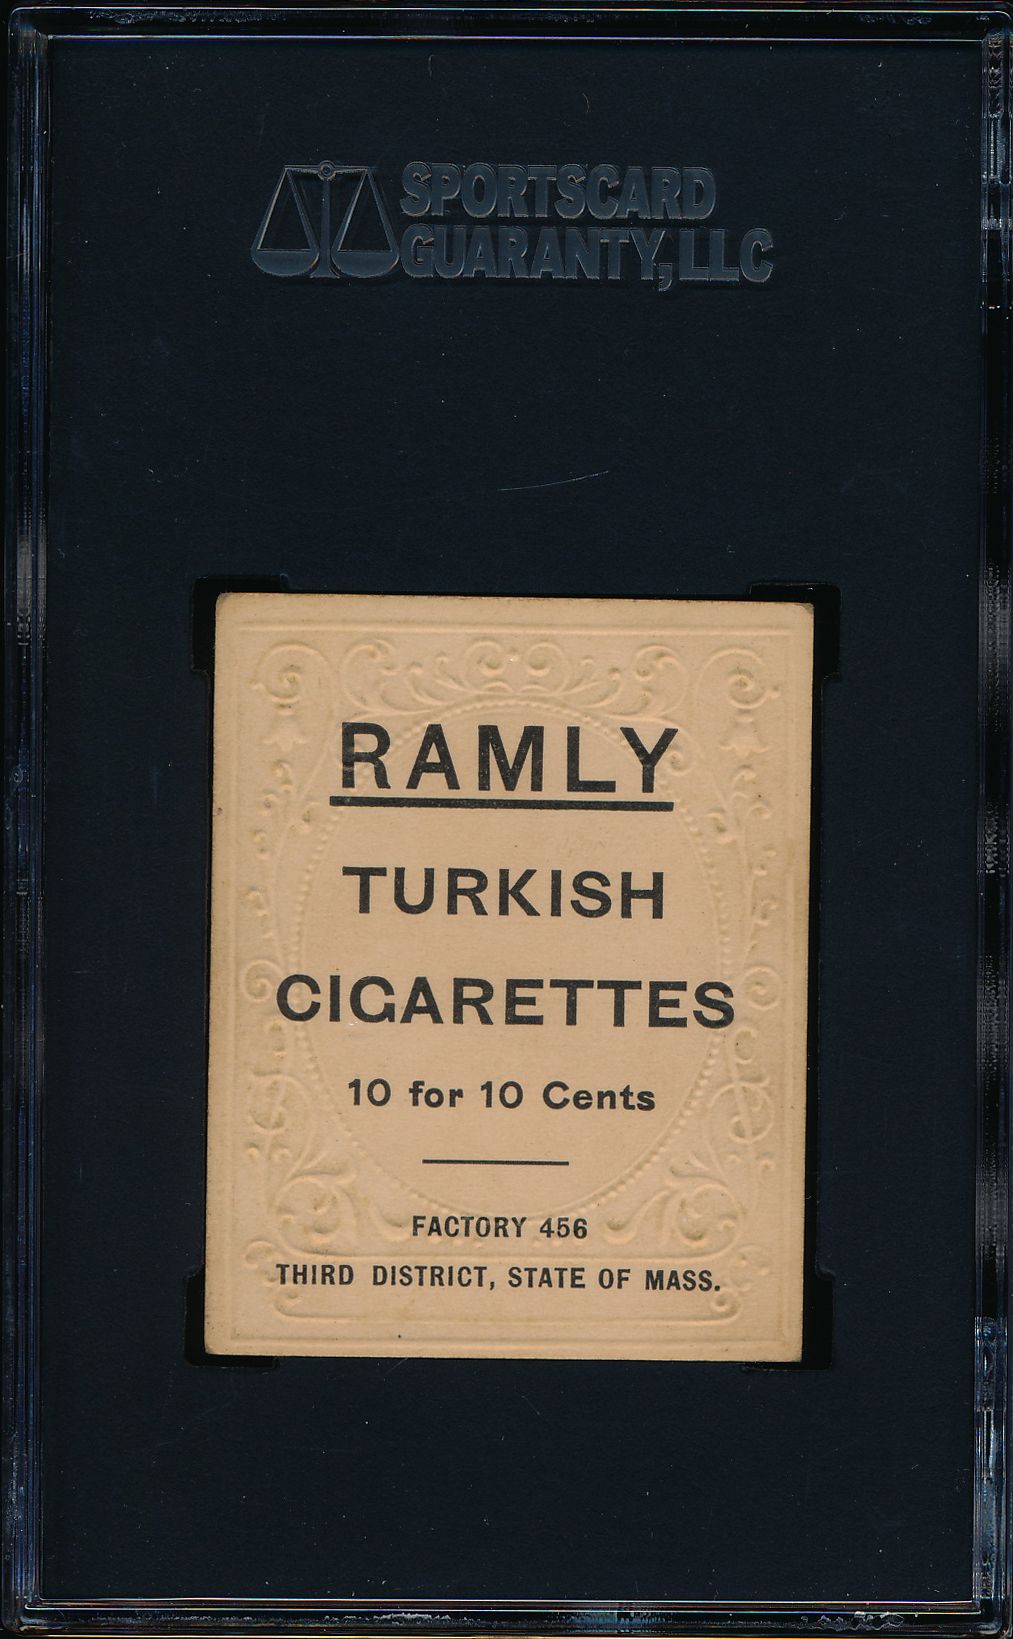 SPORTSCARD
GUARANTY, LLC
RAMLY
TURKISH
CIGARETTES
10 for 10 Cents
FACTORY 456
THIRD DISTRICT, STATE OF MASS.